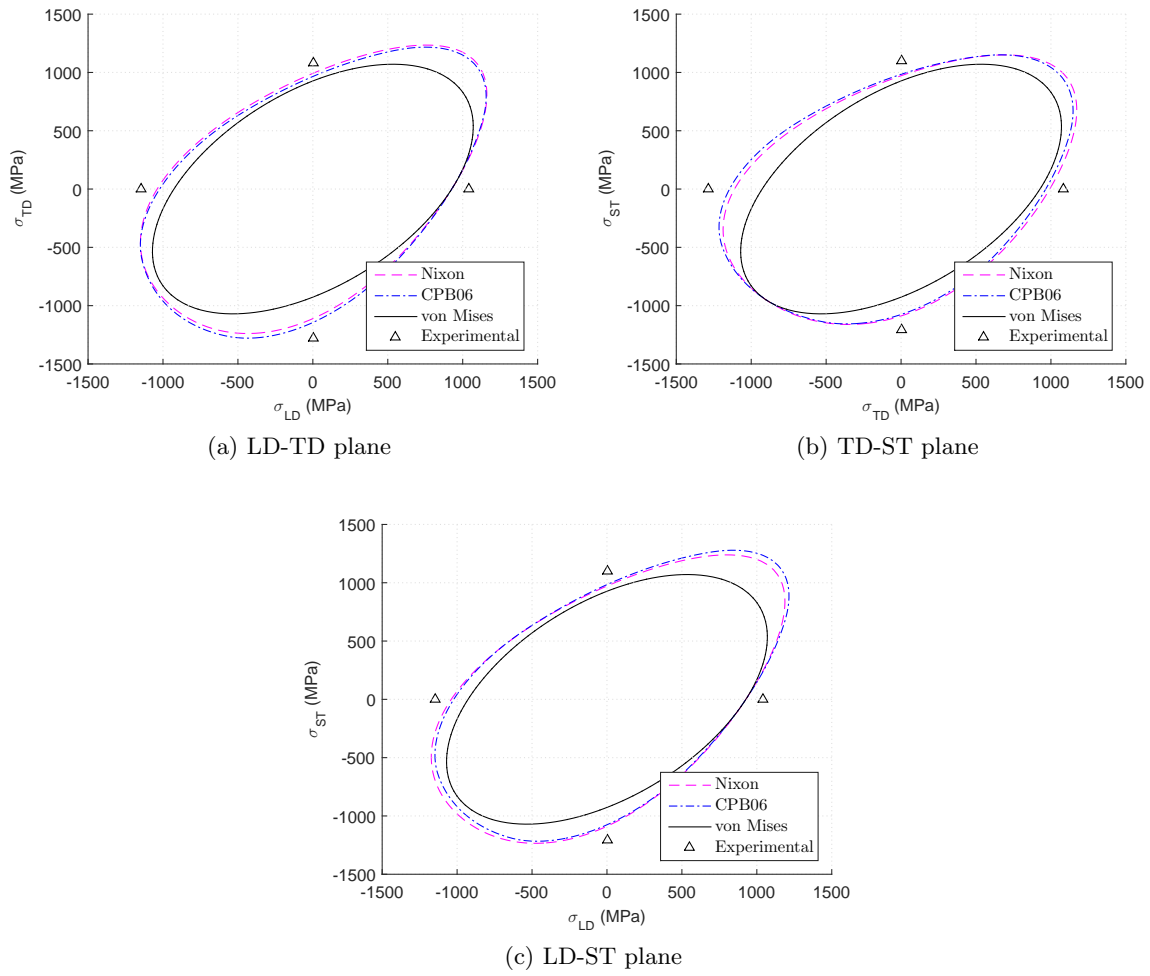 1500
1000
500
0
-500
-1000
-1500
σTD (MPa)
-1500 -1000 -500 0 500 1000 1500
σLD (MPa)
Nixon
CPB06
von Mises
Experimental
(a) LD-TD plane
1500
1000
500
0
-500
-1000
-1500
σST (MPa)
-1500 -1000 -500 0 500 1000 1500
σTD (MPa)
Nixon
CPB06
von Mises
Experimental
(b) TD-ST plane
1500
1000
500
0
-500
-1000
-1500
σST (MPa)
-1500 -1000 -500 0 500 1000 1500
σLD (MPa)
Nixon
CPB06
von Mises
Experimental
(c) LD-ST plane